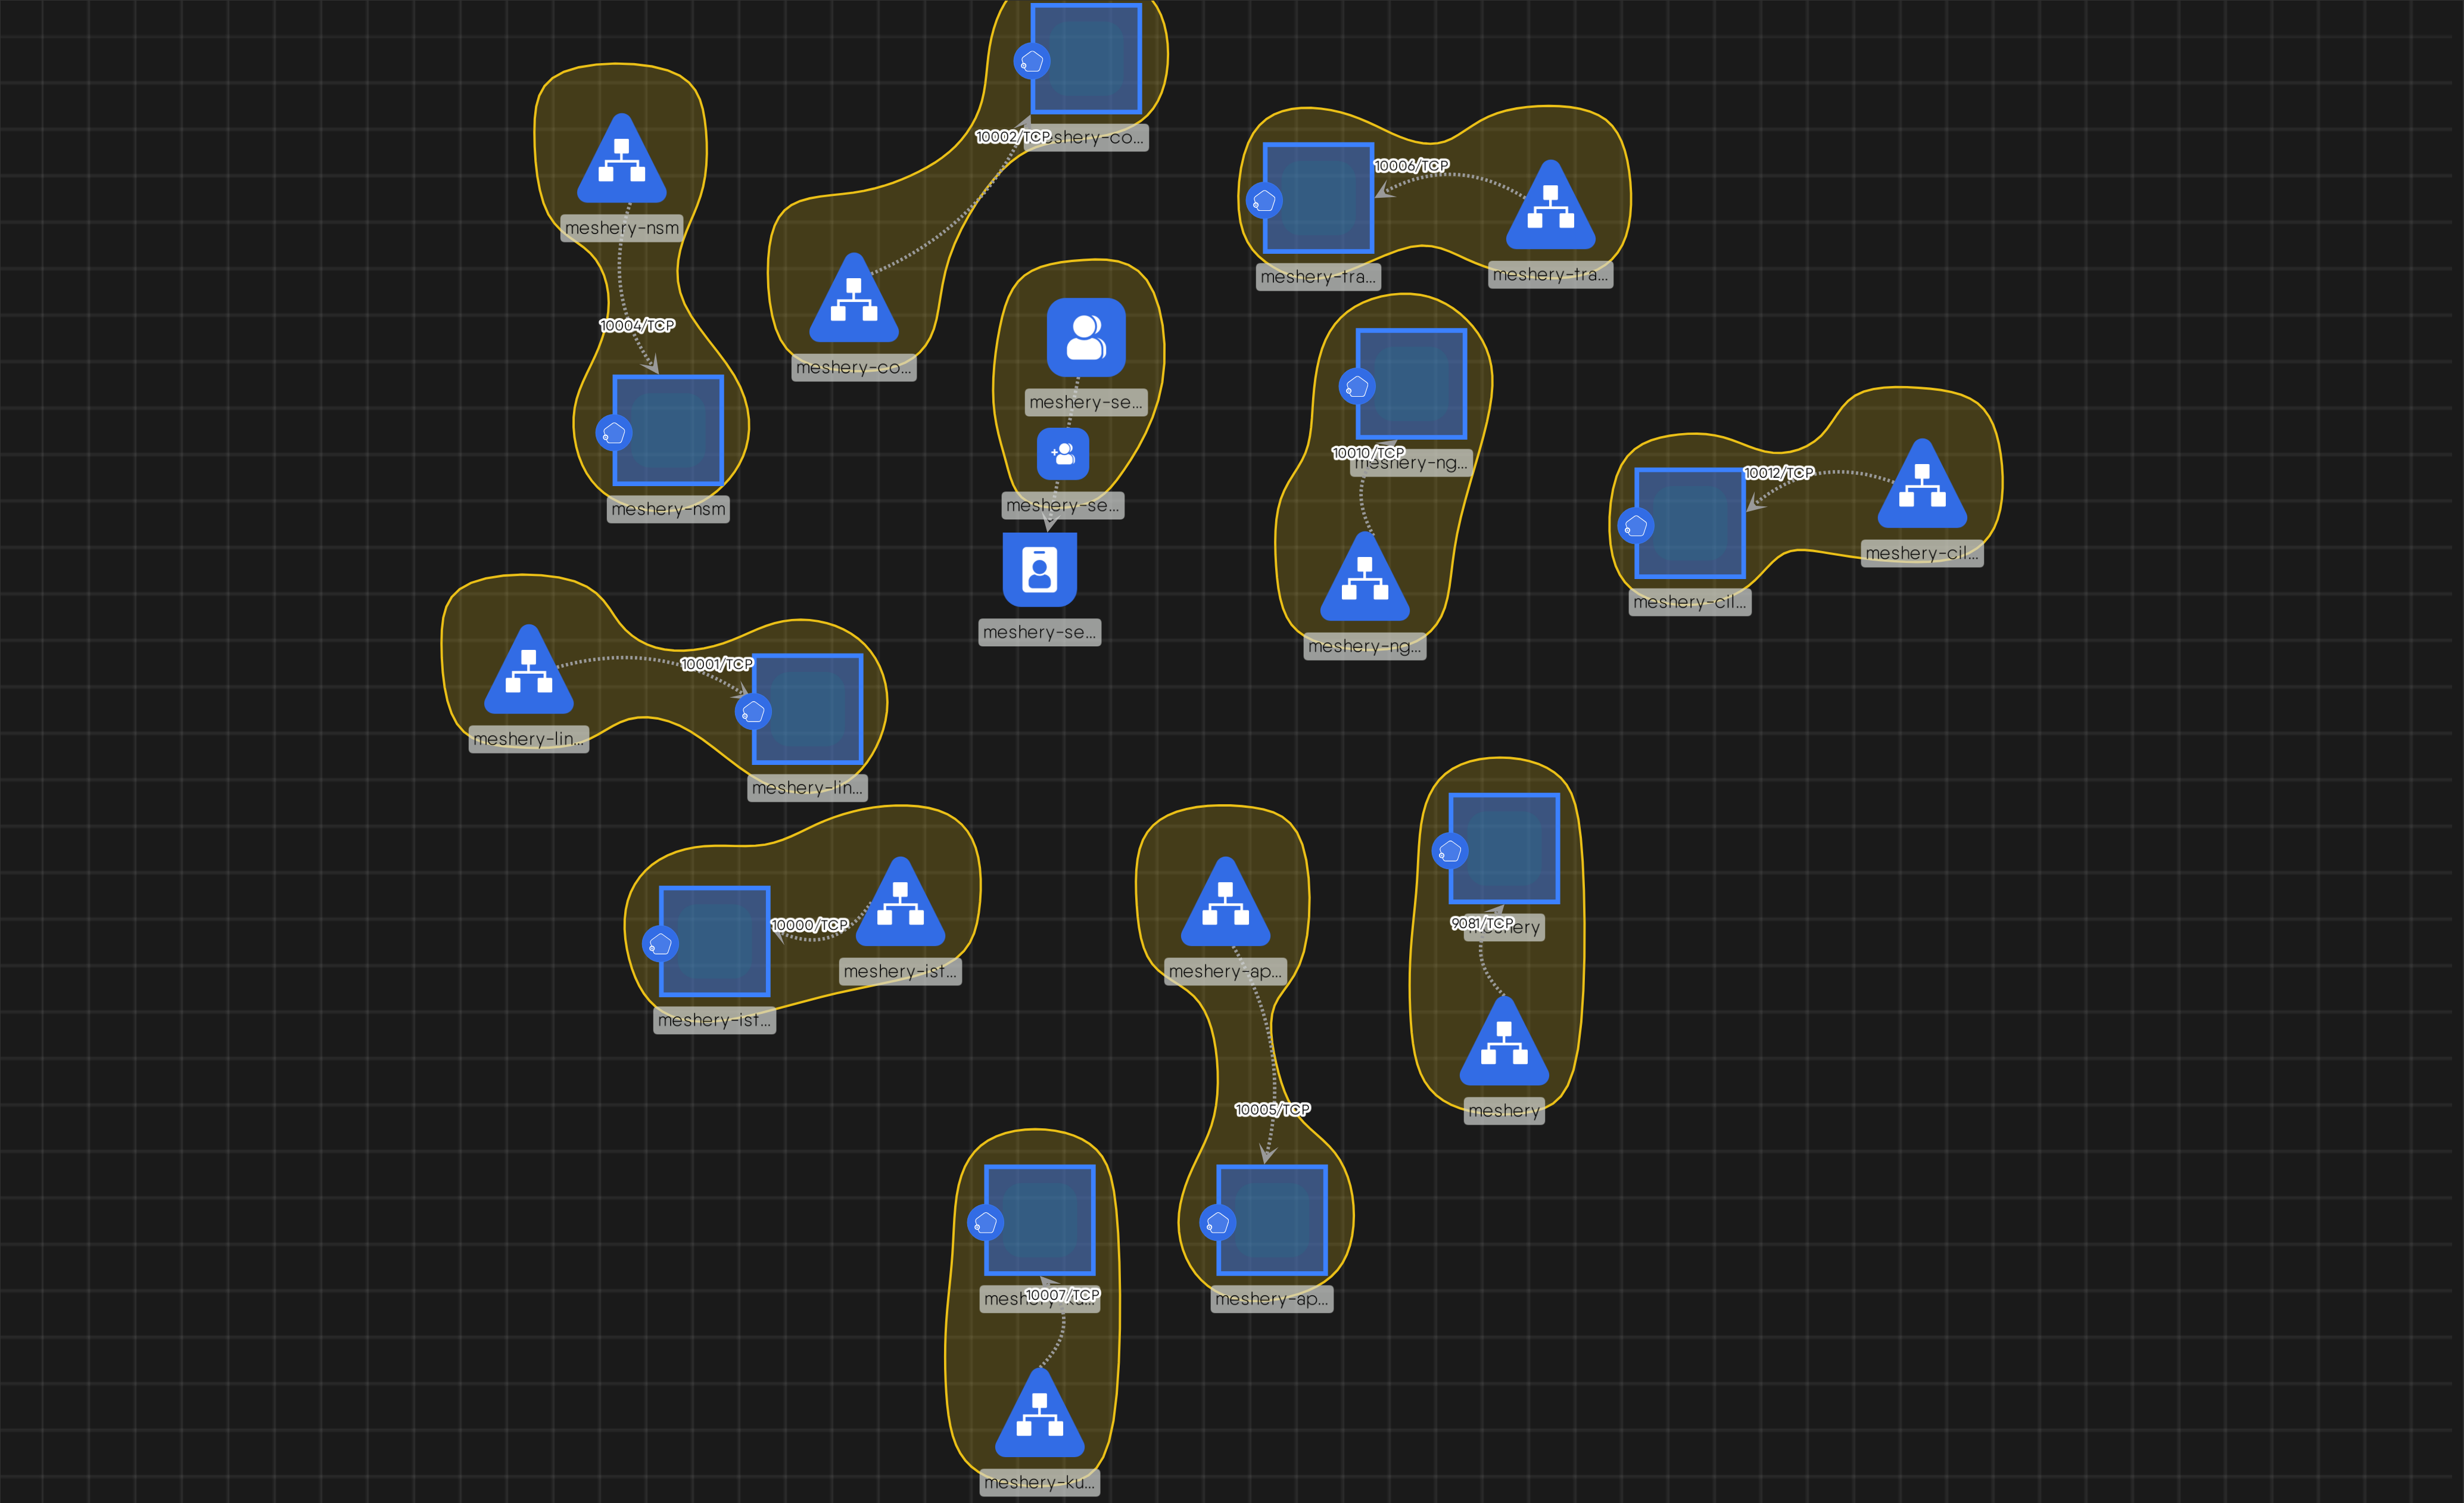 10002/TCP
shery-co...
10006/TCP
meshery-nsm
meshery-tra...
meshery-tra...
10004/TCP
meshery-co...
meshery-se...
10010/TCP
meshery-ng...
10012/TCP
meshery-nsm
meshery-se...
meshery-cil...
meshery-cil...
meshery-se...
meshery-ng...
10001/TCP
meshery-lin...
meshery-lin...
10000/TCP
9081/TCP
meshery
meshery-ist...
meshery-ap...
meshery-ist...
10005/TCP
meshery
10007/TCP
meshery-ap...
meshery-ku...